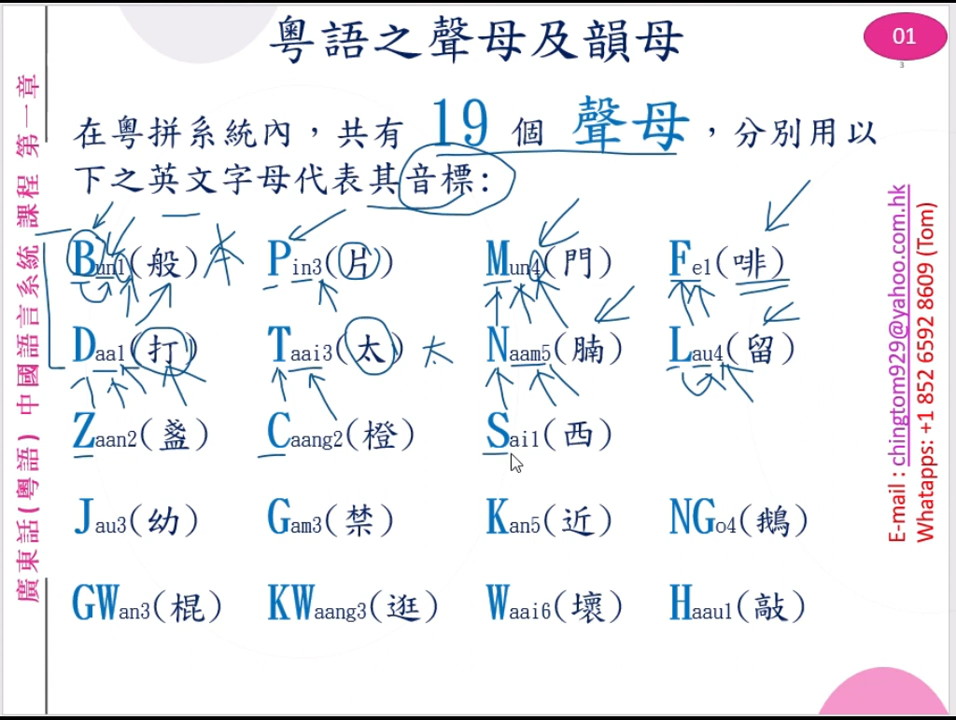 粵語之聲母及韻母
01
3
在粵拼系統內，共有 19 個 聲母，分別用以
下之英文字母代表其音標:
Bun1(般) Pin3(片) Mun4(門) Fe1(啡)
Daa1(打) Taai3(太) 太 Naam5(腩) Lau4(留)
Zaan2(盞) Caang2(橙) Sai1(西)
Jau3(幼) Gam3(禁) Kan5(近) NGo4(鵝)
GWan3(棍) KWaang3(逛) Waai6(壞) Haau1(敲)
廣東話(粵語) 中國語言系統 課程 第一章
E-mail : chingtom929@yahoo.com.hk
Whatapps: +1 852 6592 8609 (Tom)